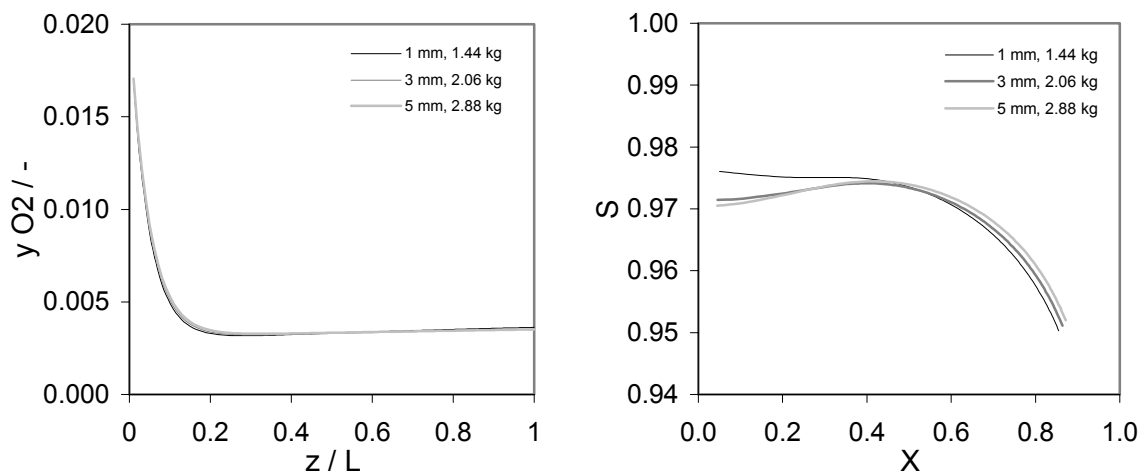 0.020
0.015
0.010
0.005
0.000
y O2 / -
0
0.2
0.4
0.6
0.8
1
z / L
1 mm, 1.44 kg
3 mm, 2.06 kg
5 mm, 2.88 kg
1.00
0.99
0.98
0.97
0.96
0.95
0.94
S
0.0
0.2
0.4
0.6
0.8
1.0
X
1 mm, 1.44 kg
3 mm, 2.06 kg
5 mm, 2.88 kg